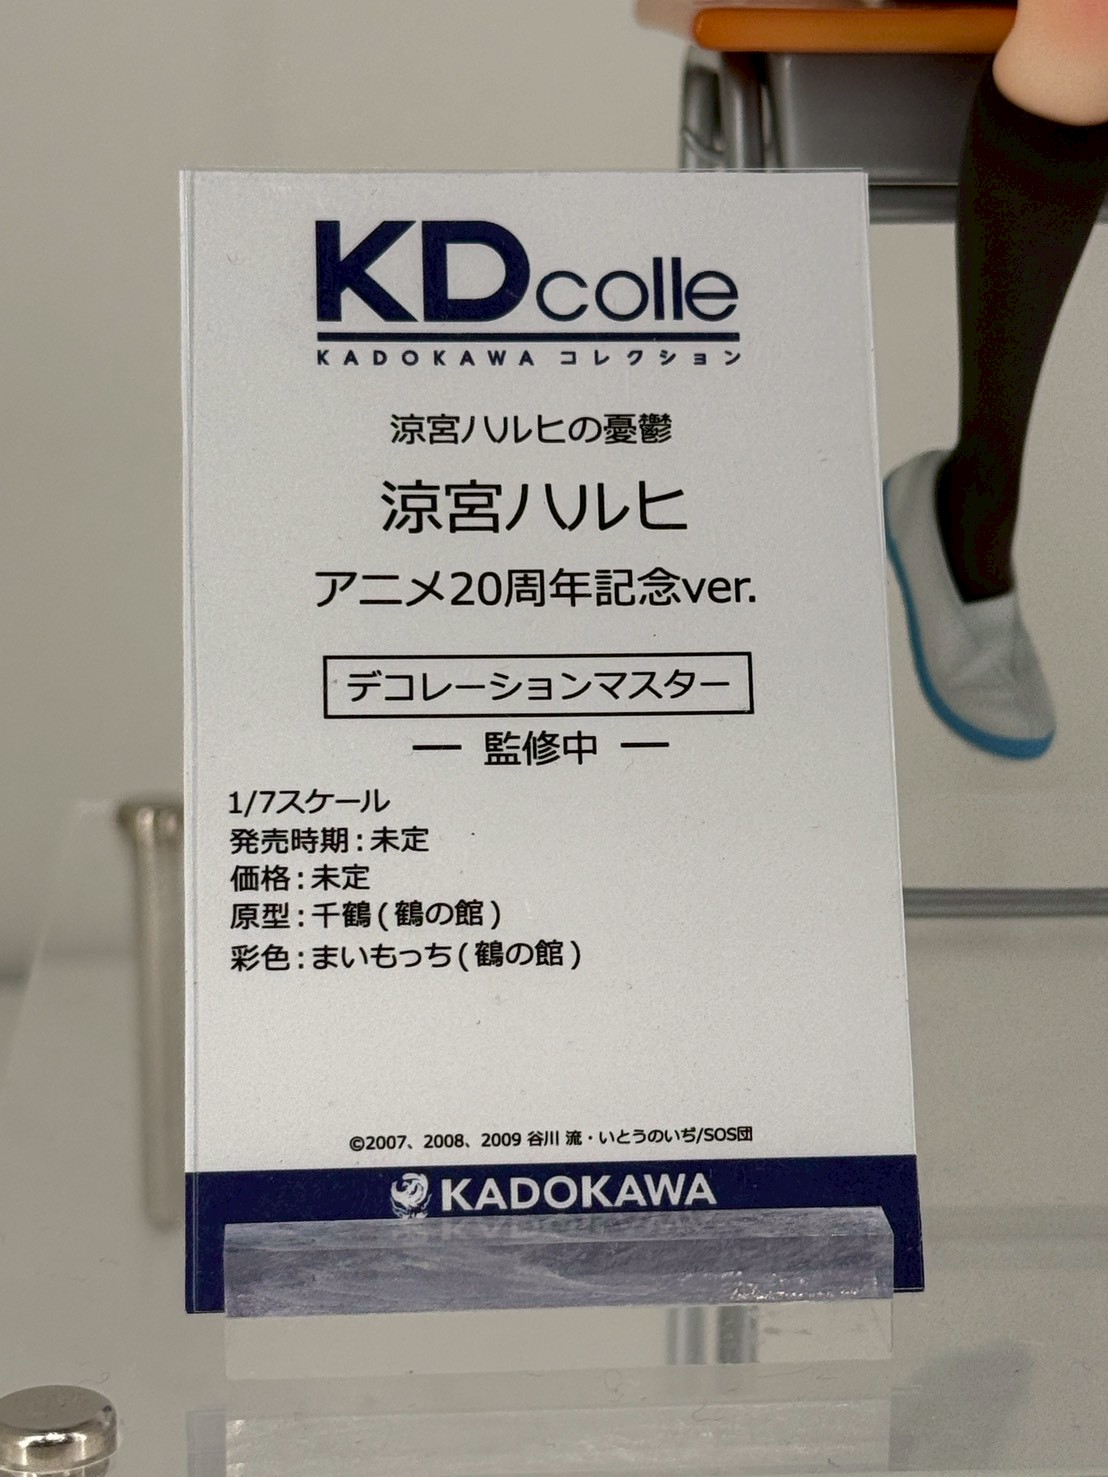 KDcolle
KADOKAWA コレクション
涼宮ハルヒの憂鬱
涼宮ハルヒ
アニメ20周年記念ver.
デコレーションマスター
― 監修中 ―
1/7スケール
発売時期：未定
価格：未定
原型：千鶴(鶴の館)
彩色：まいもっち(鶴の館)
©2007、2008、2009 谷川 流・いとうのいぢ/SOS団
KADOKAWA